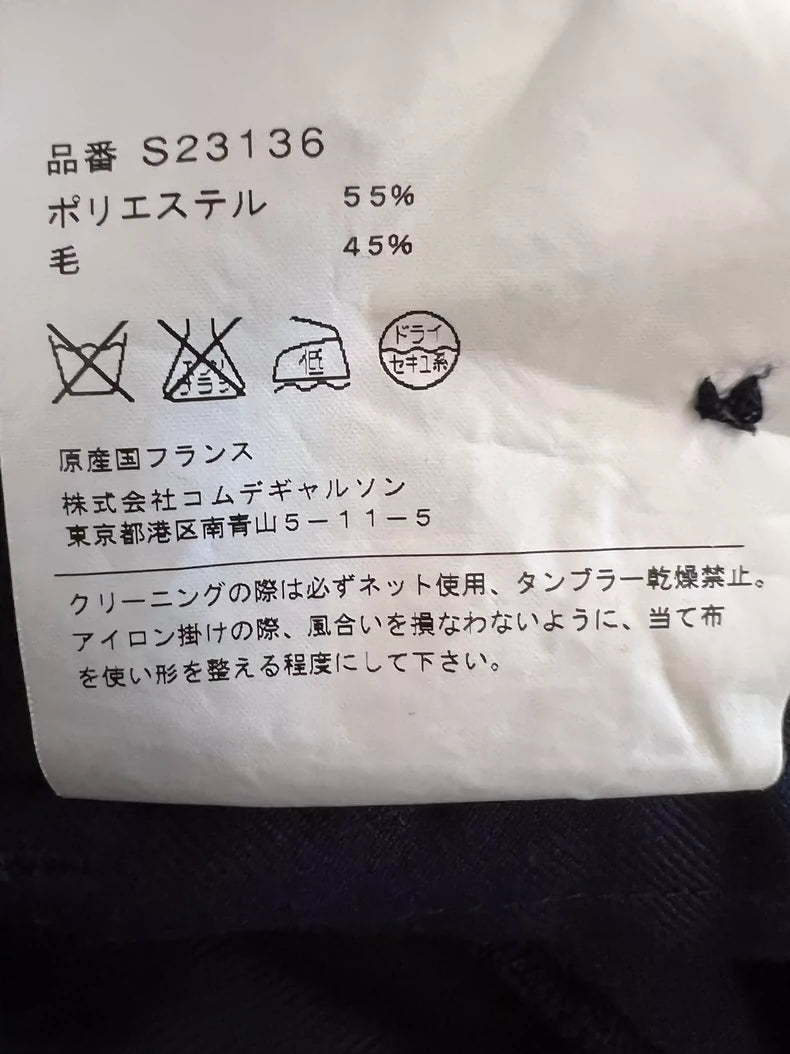 品番 S23136
ポリエステル 55%
毛 45%
低
ドライ
セキユ系
原産国フランス
株式会社コムデギャルソン
東京都港区南青山5-11-5
クリーニングの際は必ずネット使用、タンブラー乾燥禁止。
アイロン掛けの際、風合いを損なわないように、当て布
を使い形を整える程度にして下さい。